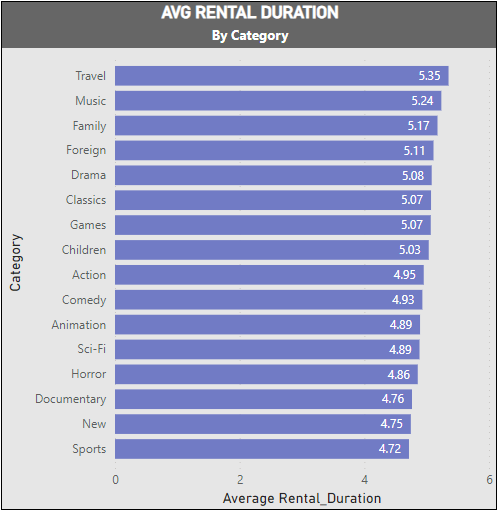 AVG RENTAL DURATION
By Category
Travel 5.35
Music 5.24
Family 5.17
Foreign 5.11
Drama 5.08
Classics 5.07
Games 5.07
Children 5.03
Action 4.95
Comedy 4.93
Animation 4.89
Sci-Fi 4.89
Horror 4.86
Documentary 4.76
New 4.75
Sports 4.72
Category
0 2 4 6
Average Rental_Duration